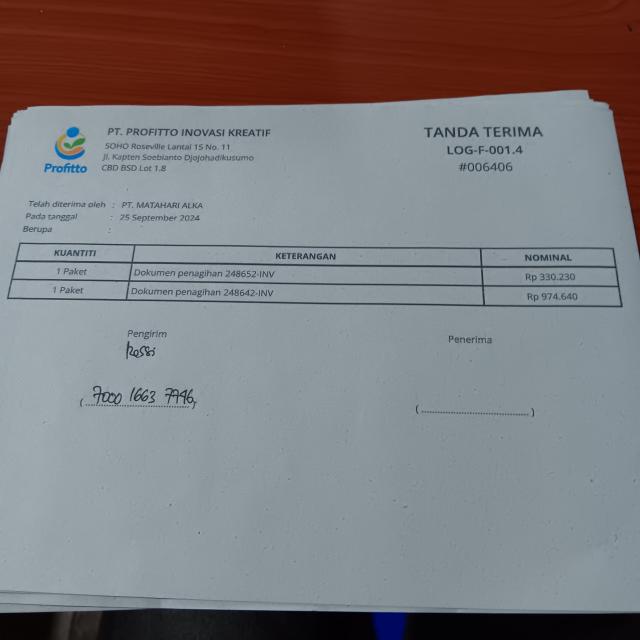 Profitto
PT. PROFITTO INOVASI KREATIF
SOHO Roseville Lantai 15 No. 11
Jl. Kapten Soebianto Djojohadikusumo
CBD BSD Lot 1.8
TANDA TERIMA
LOG-F-001.4
#006406
Telah diterima oleh : PT. MATAHARI ALKA
Pada tanggal : 25 September 2024
Berupa :
KUANTITI KETERANGAN NOMINAL
1 Paket Dokumen penagihan 248652-INV Rp 330.230
1 Paket Dokumen penagihan 248642-INV Rp 974.640
Pengirim Penerima
Rossi
(7000 1663 7746) (..............................)